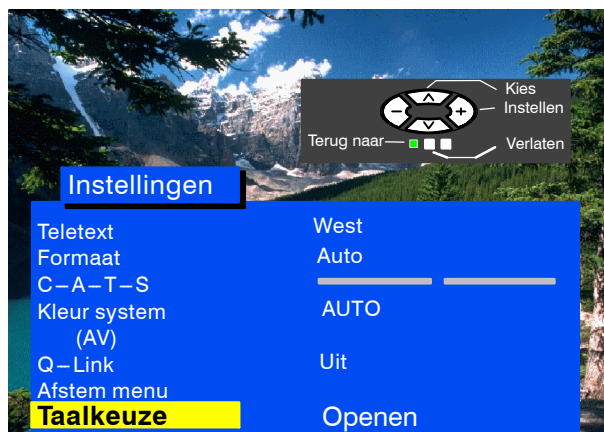 Kies
Instellen
Terug naar
Verlaten
Instellingen
Teletext West
Formaat Auto
C–A–T–S
Kleur system AUTO
(AV)
Q–Link Uit
Afstem menu
Taalkeuze Openen